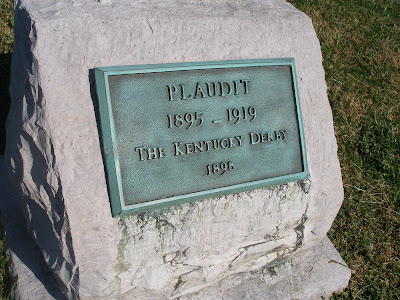 PLAUDIT
1895 - 1919
THE KENTUCKY DERBY
1898